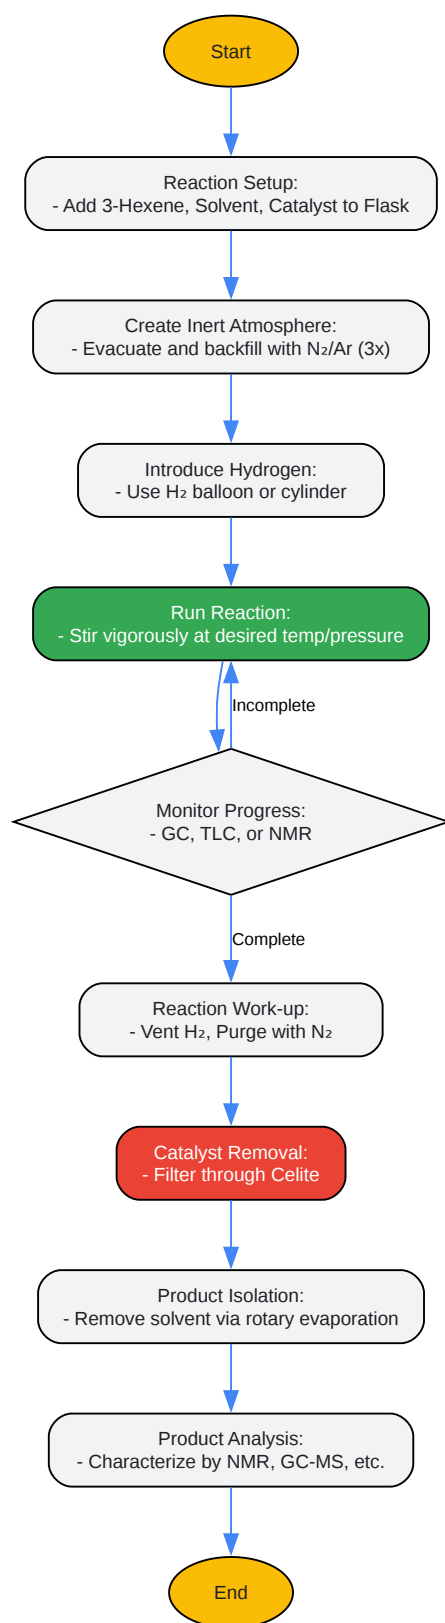 Start
Reaction Setup:
- Add 3-Hexene, Solvent, Catalyst to Flask
Create Inert Atmosphere:
- Evacuate and backfill with N₂/Ar (3x)
Introduce Hydrogen:
- Use H₂ balloon or cylinder
Run Reaction:
- Stir vigorously at desired temp/pressure
Incomplete
Monitor Progress:
- GC, TLC, or NMR
Complete
Reaction Work-up:
- Vent H₂, Purge with N₂
Catalyst Removal:
- Filter through Celite
Product Isolation:
- Remove solvent via rotary evaporation
Product Analysis:
- Characterize by NMR, GC-MS, etc.
End